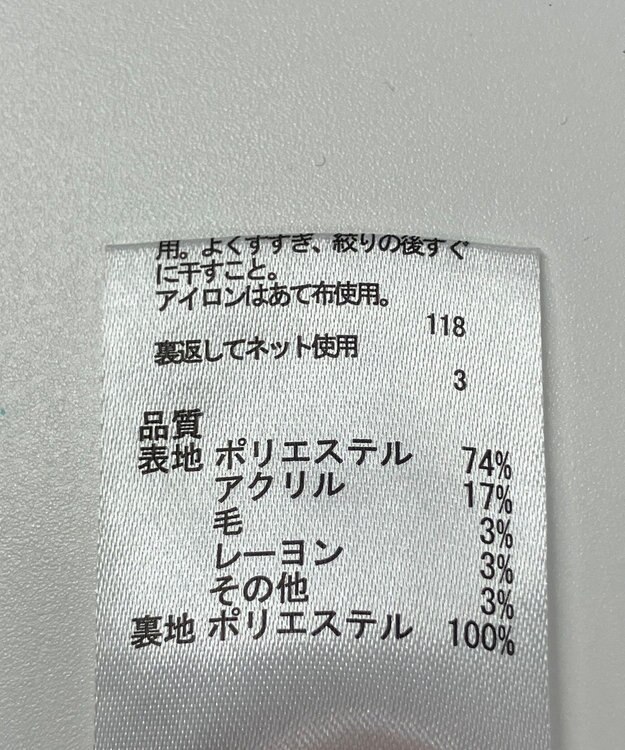 用。よくすすぎ、絞りの後すぐ
に干すこと。
アイロンはあて布使用。
118
裏返してネット使用
3
品質
表地 ポリエステル 74%
アクリル 17%
毛 3%
レーヨン 3%
その他 3%
裏地 ポリエステル 100%